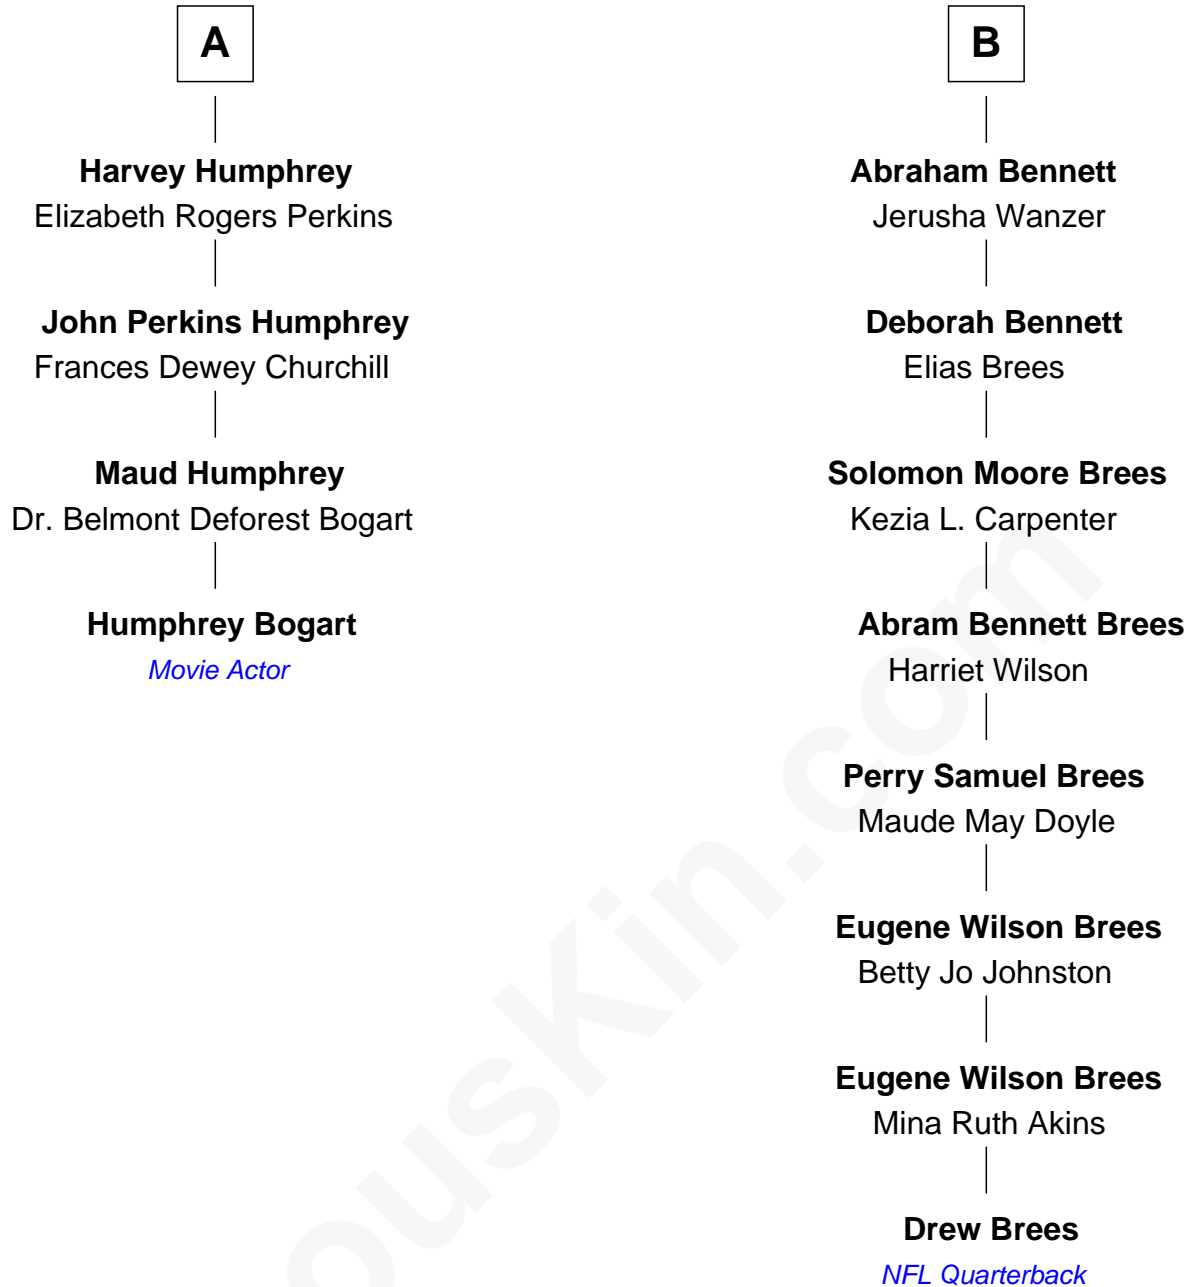 A
Harvey Humphrey
Elizabeth Rogers Perkins
John Perkins Humphrey
Frances Dewey Churchill
Maud Humphrey
Dr. Belmont Deforest Bogart
Humphrey Bogart
Movie Actor
B
Abraham Bennett
Jerusha Wanzer
Deborah Bennett
Elias Brees
Solomon Moore Brees
Kezia L. Carpenter
Abram Bennett Brees
Harriet Wilson
Perry Samuel Brees
Maude May Doyle
Eugene Wilson Brees
Betty Jo Johnston
Eugene Wilson Brees
Mina Ruth Akins
Drew Brees
NFL Quarterback
ousKin.com